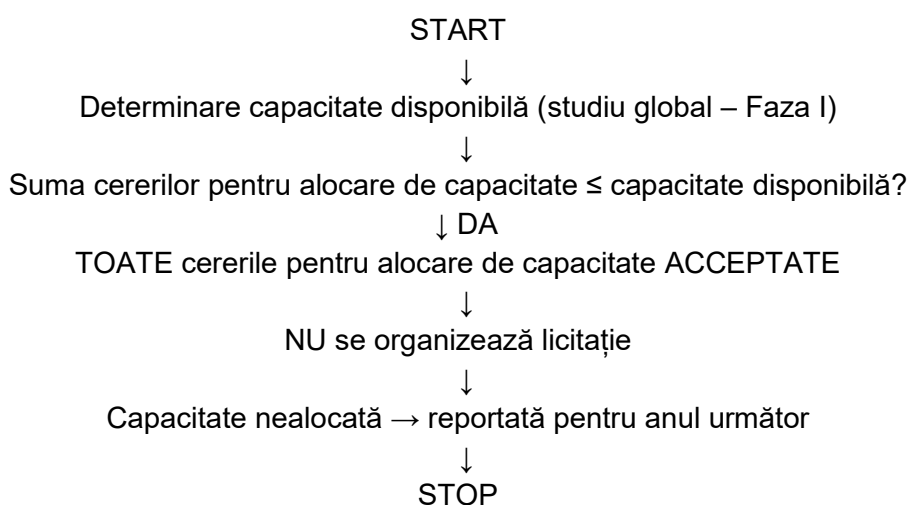 START
↓
Determinare capacitate disponibilă (studiu global – Faza I)
↓
Suma cererilor pentru alocare de capacitate ≤ capacitate disponibilă?
↓ DA
TOATE cererile pentru alocare de capacitate ACCEPTATE
↓
NU se organizează licitație
↓
Capacitate nealocată → reportată pentru anul următor
↓
STOP